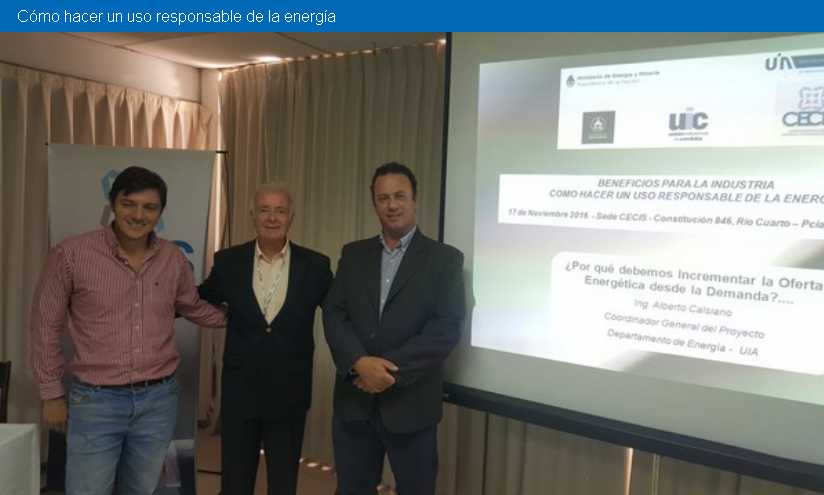 Cómo hacer un uso responsable de la energía
Ministerio de Energía y Minería
Presidencia de la Nación
UIA
uic
CECIS
BENEFICIOS PARA LA INDUSTRIA
COMO HACER UN USO RESPONSABLE DE LA ENERG
17 de Noviembre 2016 - Sede CECIS - Constitución 846, Río Cuarto – Pcia
¿Por qué debemos Incrementar la Oferta
Energética desde la Demanda?....
Ing. Alberto Calsiano
Coordinador General del Proyecto
Departamento de Energía - UIA